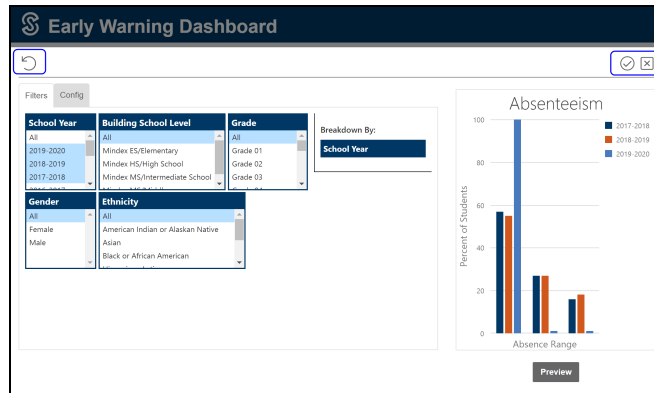 Early Warning Dashboard
Filters
Config
School Year
All
2019-2020
2018-2019
2017-2018
Building School Level
All
Mindex ES/Elementary
Mindex HS/High School
Mindex MS/Intermediate School
Grade
All
Grade 01
Grade 02
Grade 03
Breakdown By:
School Year
Gender
All
Female
Male
Ethnicity
All
American Indian or Alaskan Native
Asian
Black or African American
Absenteeism
100
80
60
40
20
0
Percent of Students
Absence Range
2017-2018
2018-2019
2019-2020
Preview